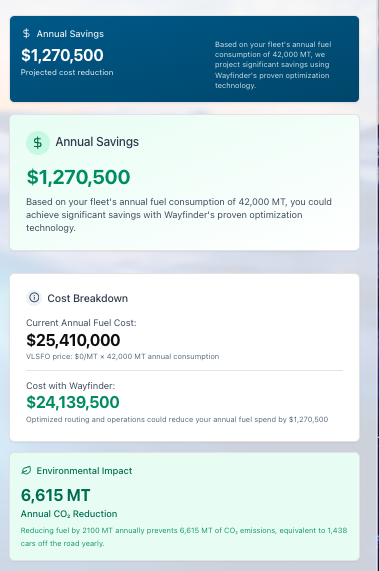 $ Annual Savings
$1,270,500
Projected cost reduction
Based on your fleet's annual fuel
consumption of 42,000 MT, we
project significant savings using
Wayfinder's proven optimization
technology.
$ Annual Savings
$1,270,500
Based on your fleet's annual fuel consumption of 42,000 MT, you could
achieve significant savings with Wayfinder's proven optimization
technology.
Cost Breakdown
Current Annual Fuel Cost:
$25,410,000
VLSFO price: $0/MT × 42,000 MT annual consumption
Cost with Wayfinder:
$24,139,500
Optimized routing and operations could reduce your annual fuel spend by $1,270,500
Environmental Impact
6,615 MT
Annual CO₂ Reduction
Reducing fuel by 2100 MT annually prevents 6,615 MT of CO₂ emissions, equivalent to 1,438
cars off the road yearly.